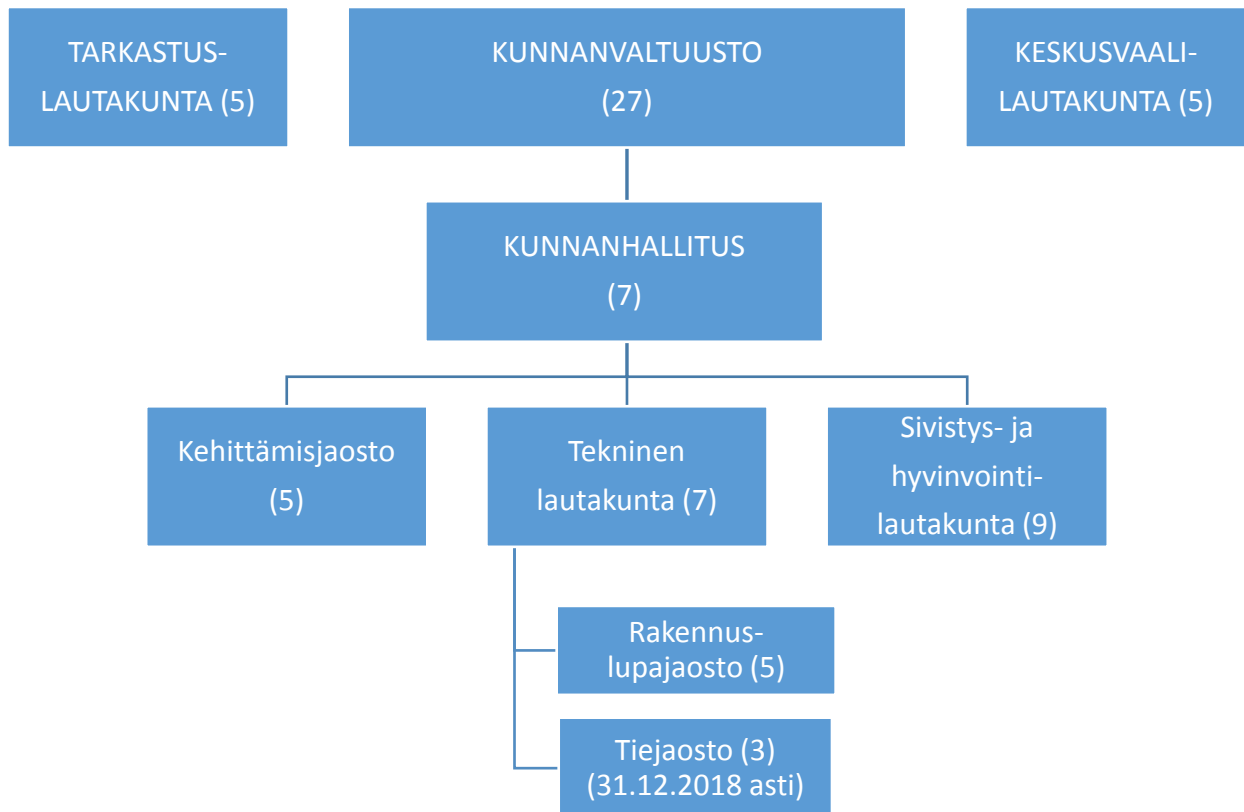 TARKASTUS-
LAUTAKUNTA (5)
KUNNANVALTUUSTO
(27)
KESKUSVAALI-
LAUTAKUNTA (5)
KUNNANHALLITUS
(7)
Kehittämisjaosto
(5)
Tekninen
lautakunta (7)
Sivistys- ja
hyvinvointi-
lautakunta (9)
Rakennus-
lupajaosto (5)
Tiejaosto (3)
(31.12.2018 asti)